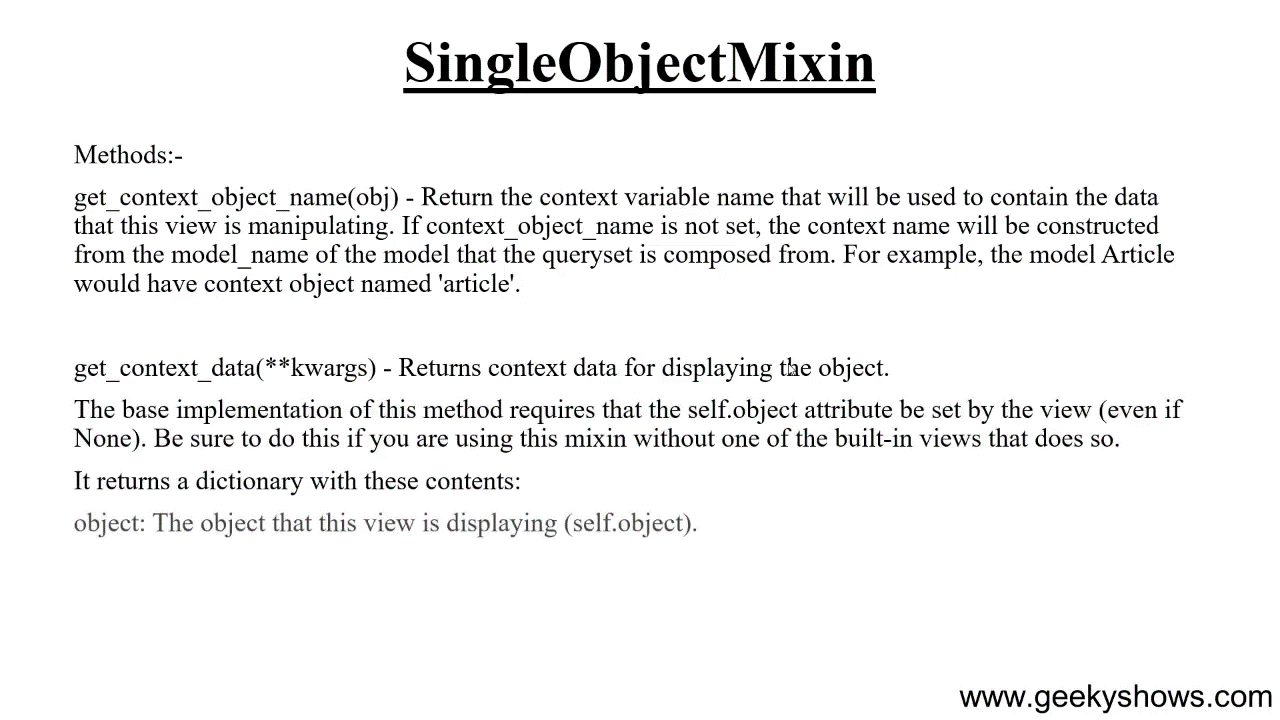 SingleObjectMixin
Methods:-
get_context_object_name(obj) - Return the context variable name that will be used to contain the data
that this view is manipulating. If context_object_name is not set, the context name will be constructed
from the model_name of the model that the queryset is composed from. For example, the model Article
would have context object named 'article'.
get_context_data(**kwargs) - Returns context data for displaying the object.
The base implementation of this method requires that the self.object attribute be set by the view (even if
None). Be sure to do this if you are using this mixin without one of the built-in views that does so.
It returns a dictionary with these contents:
object: The object that this view is displaying (self.object).
www.geekyshows.com